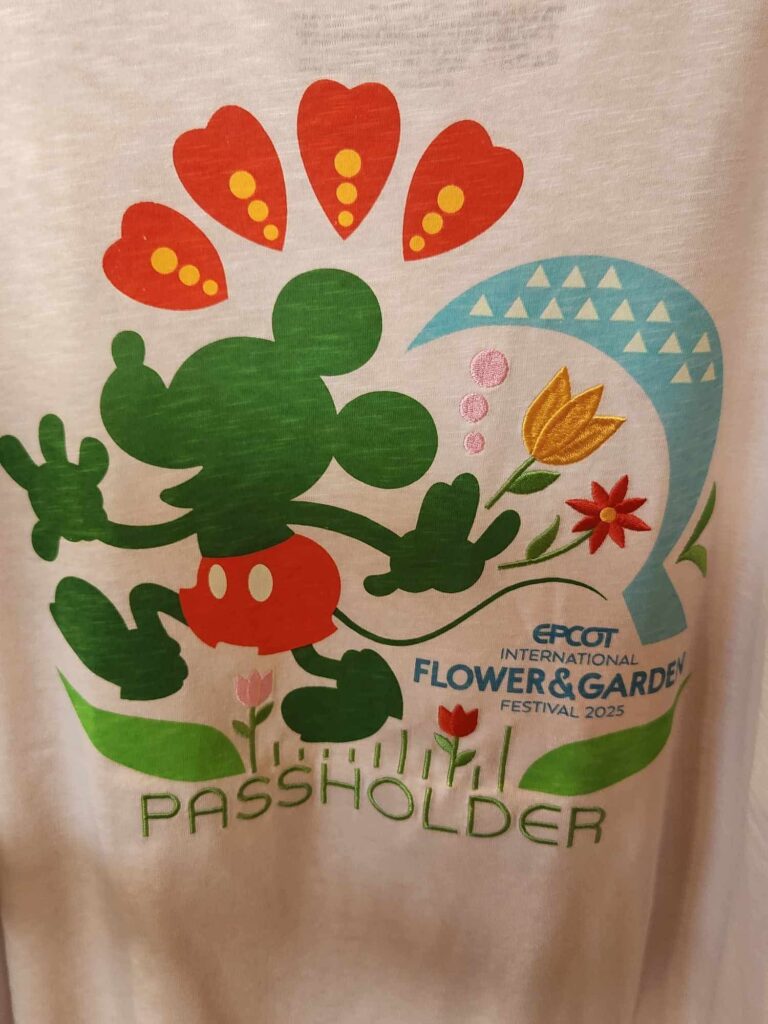 EPCOT
INTERNATIONAL
FLOWER&GARDEN
FESTIVAL 2025
PASSHOLDER